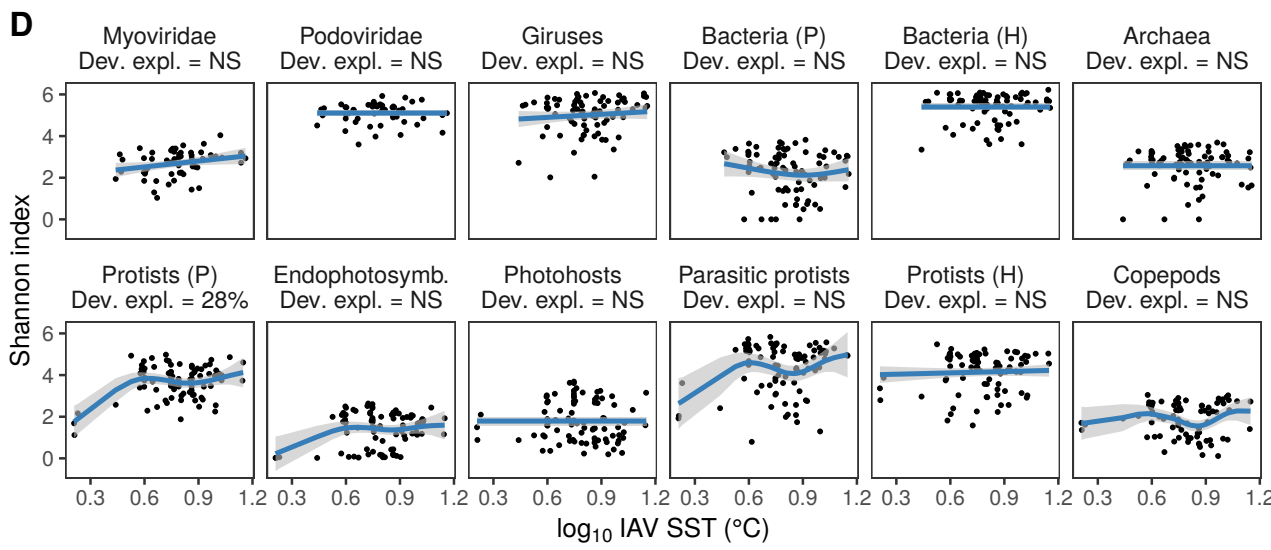 D
Myoviridae
Dev. expl. = NS
Podoviridae
Dev. expl. = NS
Giruses
Dev. expl. = NS
Bacteria (P)
Dev. expl. = NS
Bacteria (H)
Dev. expl. = NS
Archaea
Dev. expl. = NS
6
4
2
0
Shannon index
Protists (P)
Dev. expl. = 28%
Endophotosymb.
Dev. expl. = NS
Photohosts
Dev. expl. = NS
Parasitic protists
Dev. expl. = NS
Protists (H)
Dev. expl. = NS
Copepods
Dev. expl. = NS
6
4
2
0
0.3 0.6 0.9 1.2
0.3 0.6 0.9 1.2
0.3 0.6 0.9 1.2
0.3 0.6 0.9 1.2
0.3 0.6 0.9 1.2
0.3 0.6 0.9 1.2
log₁₀ IAV SST (°C)